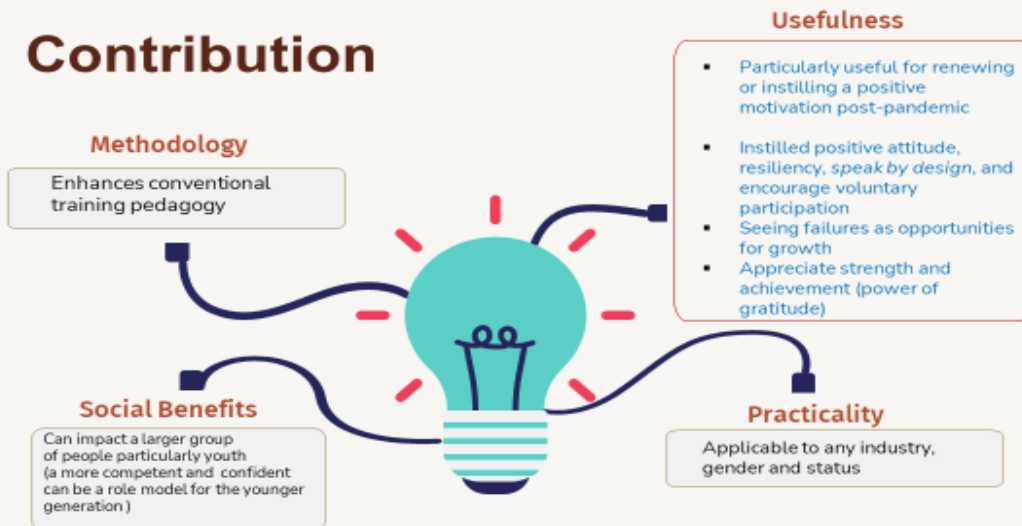 Contribution
Usefulness
▪ Particularly useful for renewing
or instilling a positive
motivation post-pandemic
▪ Instilled positive attitude,
resiliency, speak by design, and
encourage voluntary
participation
▪ Seeing failures as opportunities
for growth
▪ Appreciate strength and
achievement (power of
gratitude)
Methodology
Enhances conventional
training pedagogy
Social Benefits
Can impact a larger group
of people particularly youth
(a more competent and confident
can be a role model for the younger
generation )
Practicality
Applicable to any industry,
gender and status